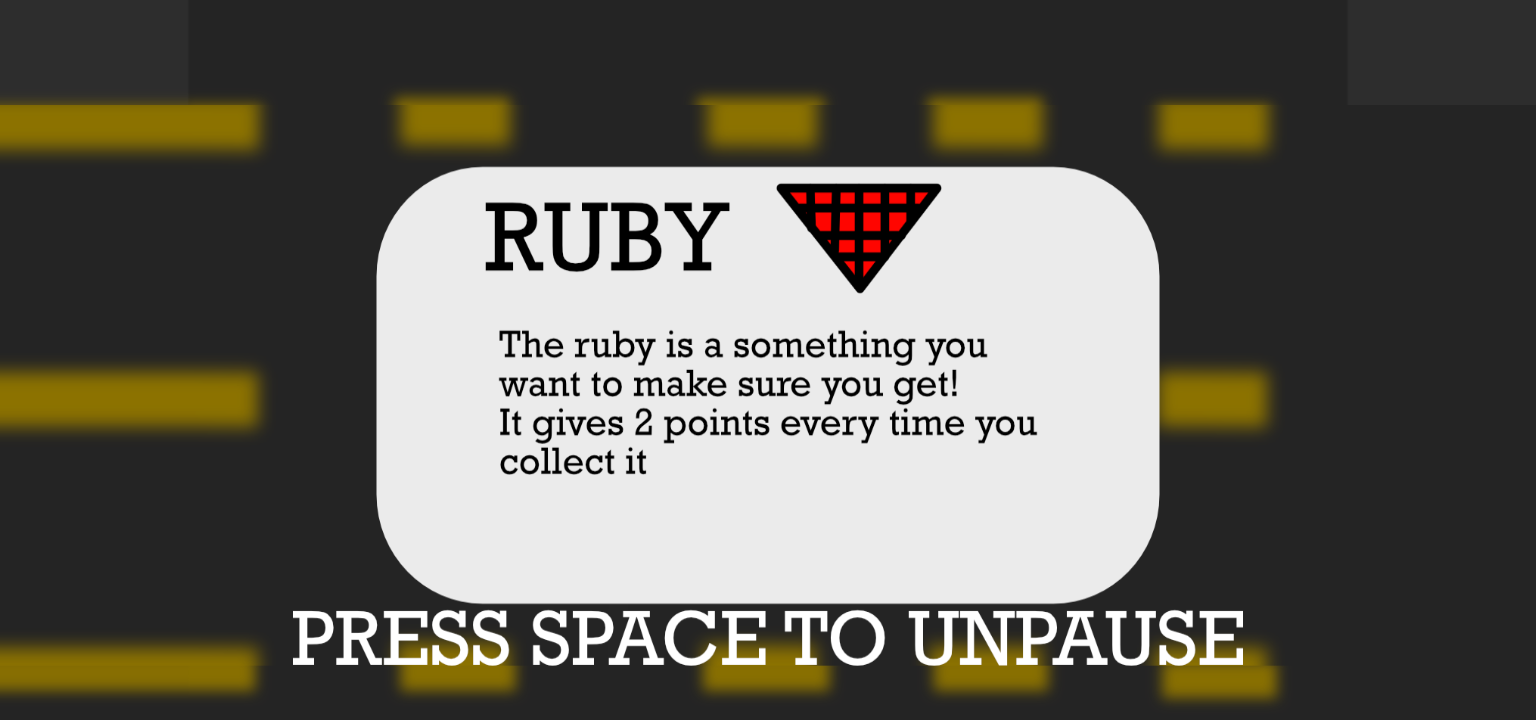 RUBY
The ruby is a something you
want to make sure you get!
It gives 2 points every time you
collect it
PRESS SPACE TO UNPAUSE